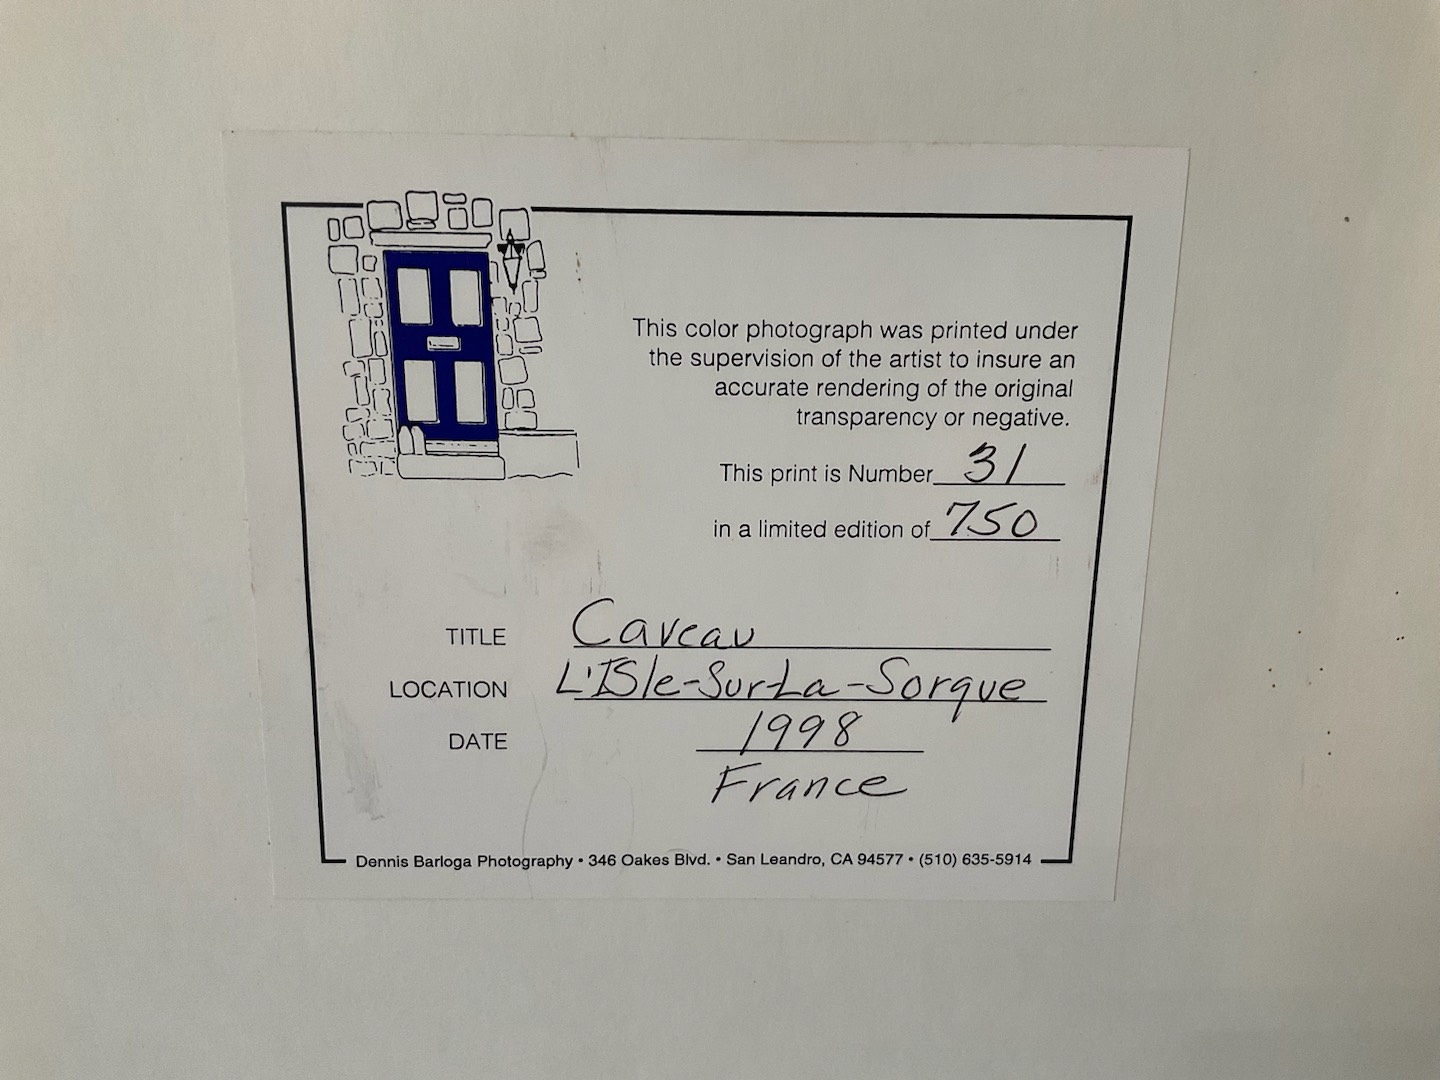 This color photograph was printed under
the supervision of the artist to insure an
accurate rendering of the original
transparency or negative.
This print is Number 31
in a limited edition of 750
TITLE Caveau
LOCATION L'Isle-Sur-La-Sorgue
DATE 1998
France
Dennis Barloga Photography • 346 Oakes Blvd. • San Leandro, CA 94577 • (510) 635-5914